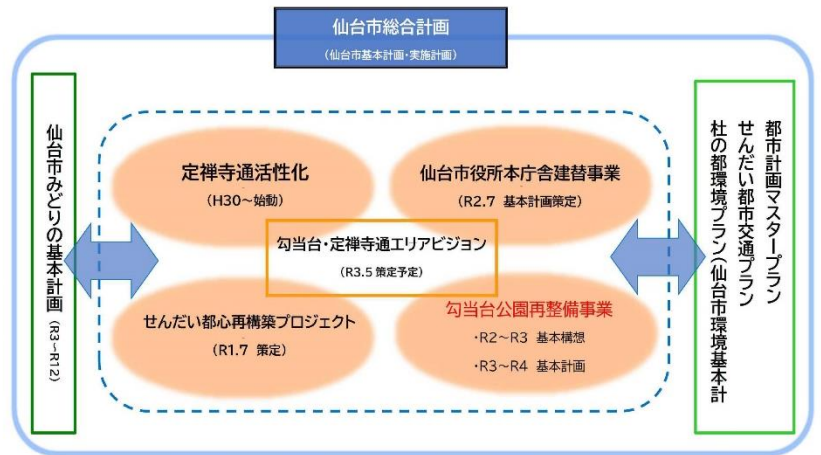 仙台市総合計画
(仙台市基本計画・実施計画)
仙台市みどりの基本計画(R3~R12)
定禅寺通活性化
(H30~始動)
仙台市役所本庁舎建替事業
(R2.7 基本計画策定)
勾当台・定禅寺通エリアビジョン
(R3.5 策定予定)
せんだい都心再構築プロジェクト
(R1.7 策定)
勾当台公園再整備事業
・R2~R3 基本構想
・R3~R4 基本計画
都市計画マスタープラン
せんだい都市交通プラン
杜の都環境プラン(仙台市環境基本計